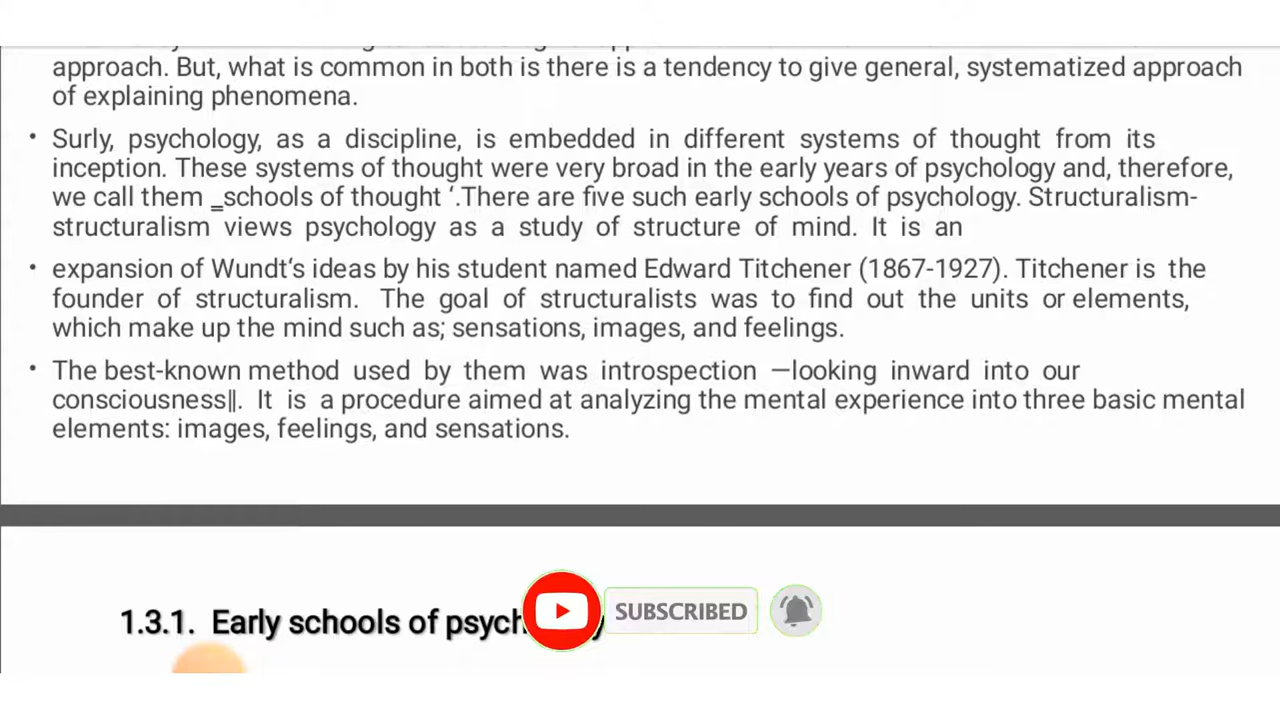 approach. But, what is common in both is there is a tendency to give general, systematized approach
of explaining phenomena.
• Surly, psychology, as a discipline, is embedded in different systems of thought from its
inception. These systems of thought were very broad in the early years of psychology and, therefore,
we call them ‗schools of thought ‘.There are five such early schools of psychology. Structuralism-
structuralism views psychology as a study of structure of mind. It is an
• expansion of Wundt‘s ideas by his student named Edward Titchener (1867-1927). Titchener is the
founder of structuralism. The goal of structuralists was to find out the units or elements,
which make up the mind such as; sensations, images, and feelings.
• The best-known method used by them was introspection ―looking inward into our
consciousness‖. It is a procedure aimed at analyzing the mental experience into three basic mental
elements: images, feelings, and sensations.
1.3.1. Early schools of
SUBSCRIBED